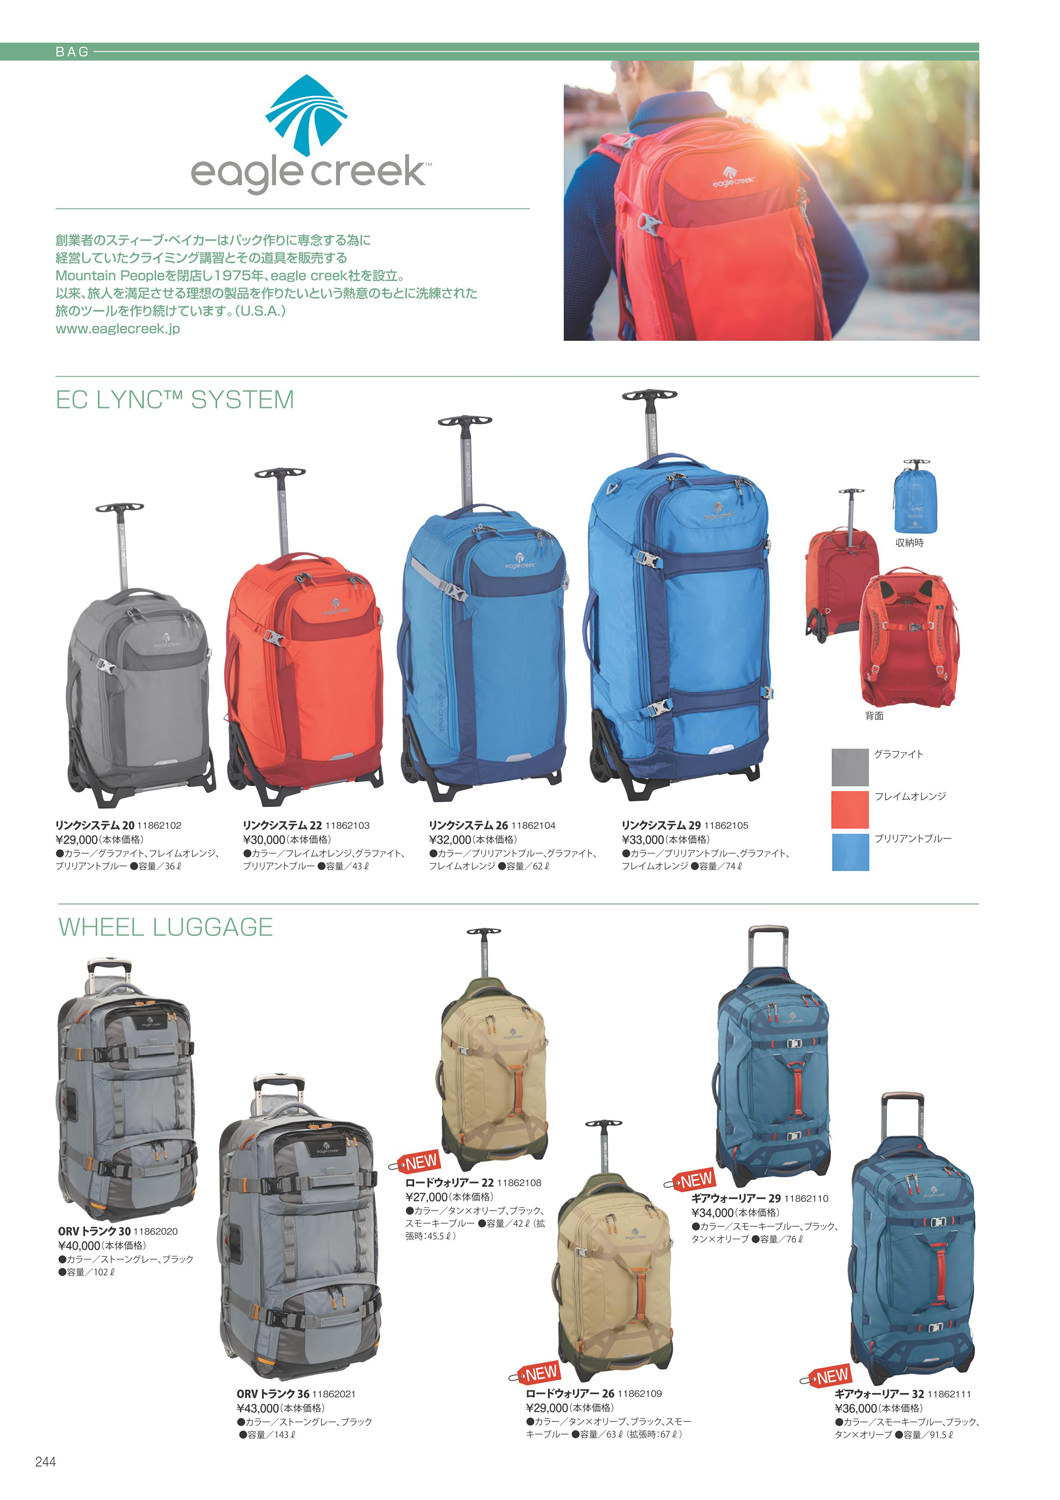 BAG
eagle creek™
eagle creek
創業者のスティーブ・ベイカーはパック作りに専念する為に
経営していたクライミング講習とその道具を販売する
Mountain Peopleを閉店し1975年、eagle creek社を設立。
以来、旅人を満足させる理想の製品を作りたいという熱意のもとに洗練された
旅のツールを作り続けています。(U.S.A.)
www.eaglecreek.jp
EC LYNC™ SYSTEM
収納時
背面
グラファイト
フレイムオレンジ
ブリリアントブルー
リンクシステム 20 11862102
¥29,000(本体価格)
●カラー／グラファイト、フレイムオレンジ、
ブリリアントブルー ●容量／36ℓ
リンクシステム 22 11862103
¥30,000(本体価格)
●カラー／フレイムオレンジ、グラファイト、
ブリリアントブルー ●容量／43ℓ
リンクシステム 26 11862104
¥32,000(本体価格)
●カラー／ブリリアントブルー、グラファイト、
フレイムオレンジ ●容量／62ℓ
リンクシステム 29 11862105
¥33,000(本体価格)
●カラー／ブリリアントブルー、グラファイト、
フレイムオレンジ ●容量／74ℓ
WHEEL LUGGAGE
ORV トランク 30 11862020
¥40,000(本体価格)
●カラー／ストーングレー、ブラック
●容量／102ℓ
ORV トランク 36 11862021
¥43,000(本体価格)
●カラー／ストーングレー、ブラック
●容量／143ℓ
NEW
ロードウォリアー 22 11862108
¥27,000(本体価格)
●カラー／タン×オリーブ、ブラック、
スモーキーブルー ●容量／42ℓ(拡
張時:45.5ℓ)
NEW
ロードウォリアー 26 11862109
¥29,000(本体価格)
●カラー／タン×オリーブ、ブラック、スモー
キーブルー ●容量／63ℓ(拡張時:67ℓ)
NEW
ギアウォーリアー 29 11862110
¥34,000(本体価格)
●カラー／スモーキーブルー、ブラック、
タン×オリーブ ●容量／76ℓ
NEW
ギアウォーリアー 32 11862111
¥36,000(本体価格)
●カラー／スモーキーブルー、ブラック、
タン×オリーブ ●容量／91.5ℓ
244